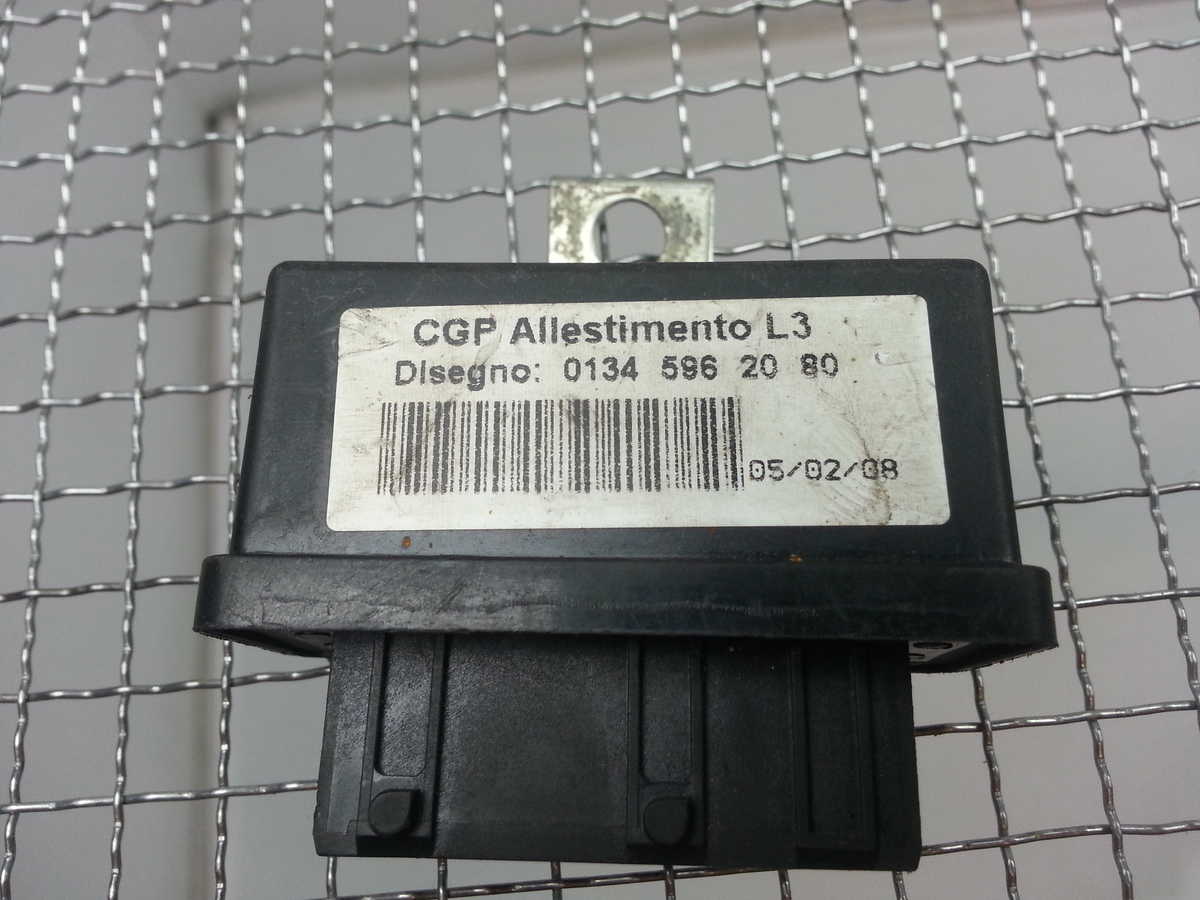 CGP Allestimento L3
Disegno: 0134 596 20 80
05/02/08